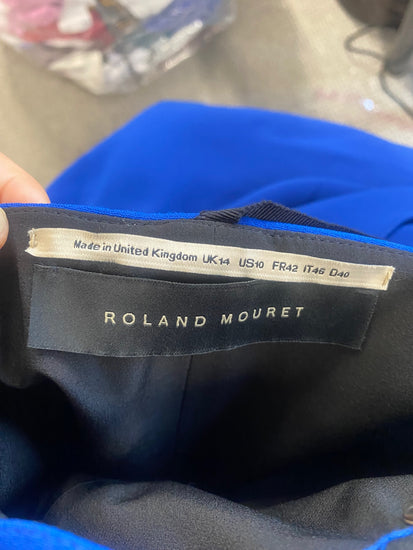 Made in United Kingdom UK14 US10 FR42 IT46 D40
ROLAND MOURET